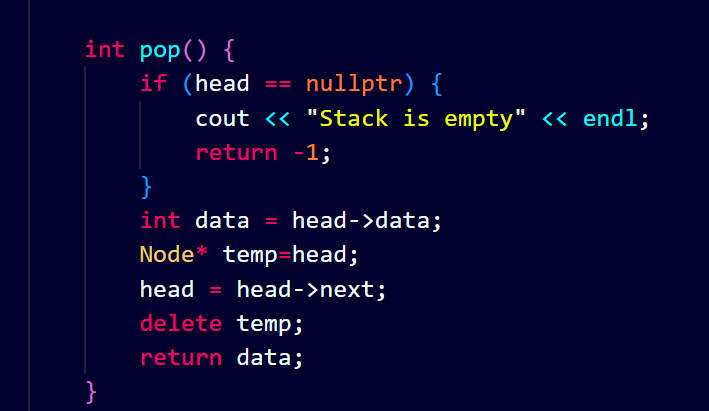 int pop() {
if (head == nullptr) {
cout << "Stack is empty" << endl;
return -1;
}
int data = head->data;
Node* temp=head;
head = head->next;
delete temp;
return data;
}